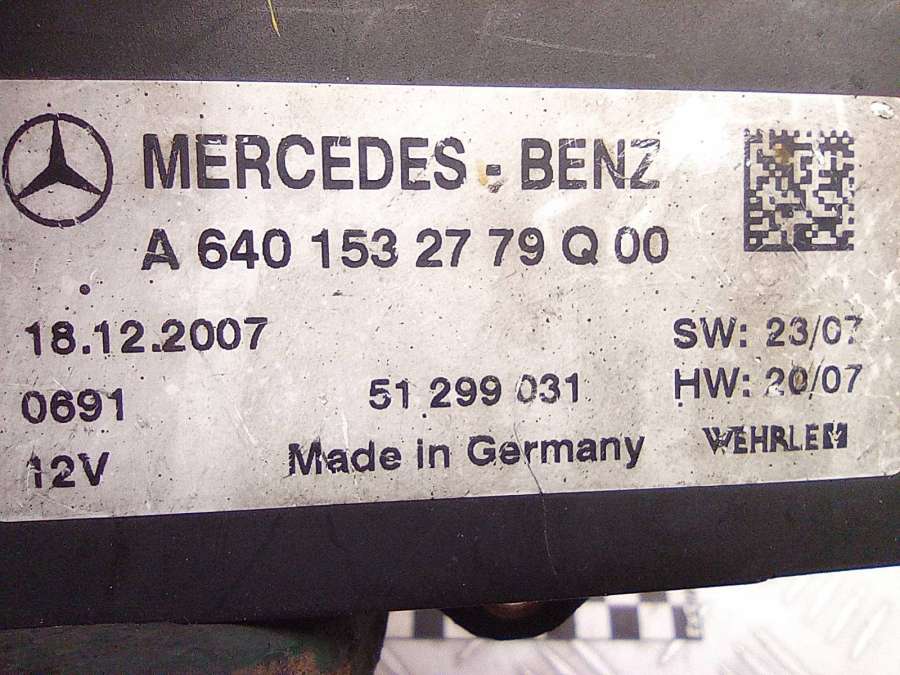 MERCEDES-BENZ
A 640 153 27 79 Q 00
18.12.2007
SW: 23/07
0691
51 299 031
HW: 20/07
12V
Made in Germany
WEHRLE